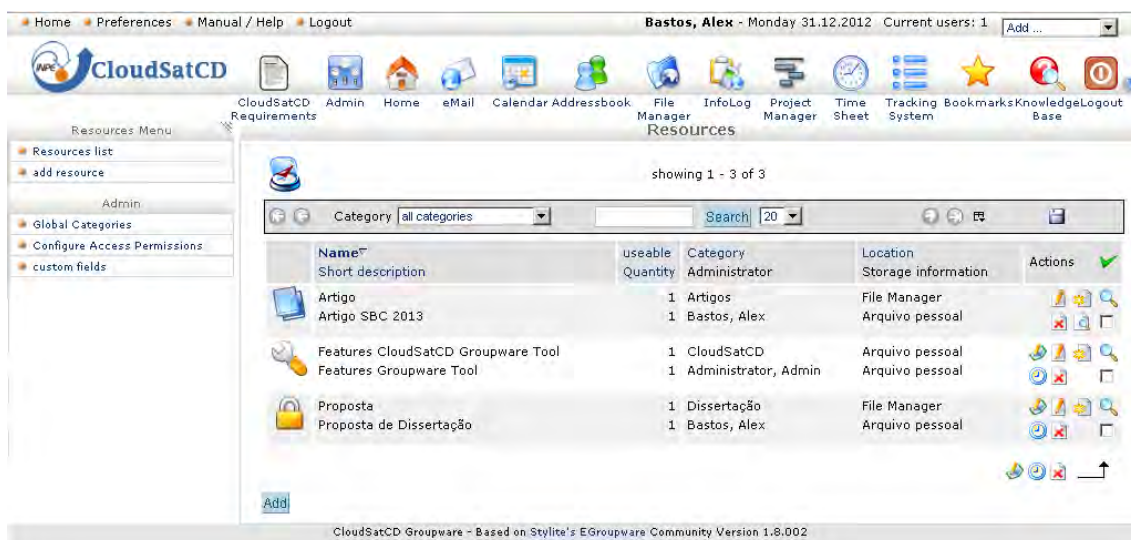 Home Preferences Manual / Help Logout Bastos, Alex - Monday 31.12.2012 Current users: 1 Add ...
INPE CloudSatCD
CloudSatCD Requirements Admin Home eMail Calendar Addressbook File Manager InfoLog Project Manager Time Sheet Tracking System Bookmarks Knowledge Base Logout
Resources Menu
Resources list
add resource
Admin
Global Categories
Configure Access Permissions
custom fields
Resources
showing 1 - 3 of 3
Category all categories Search 20
Name useable Category Location Actions
Short description Quantity Administrator Storage information
Artigo 1 Artigos File Manager
Artigo SBC 2013 1 Bastos, Alex Arquivo pessoal
Features CloudSatCD Groupware Tool 1 CloudSatCD Arquivo pessoal
Features Groupware Tool 1 Administrator, Admin Arquivo pessoal
Proposta 1 Dissertação File Manager
Proposta de Dissertação 1 Bastos, Alex Arquivo pessoal
Add
CloudSatCD Groupware - Based on Stylite's EGroupware Community Version 1.8.002